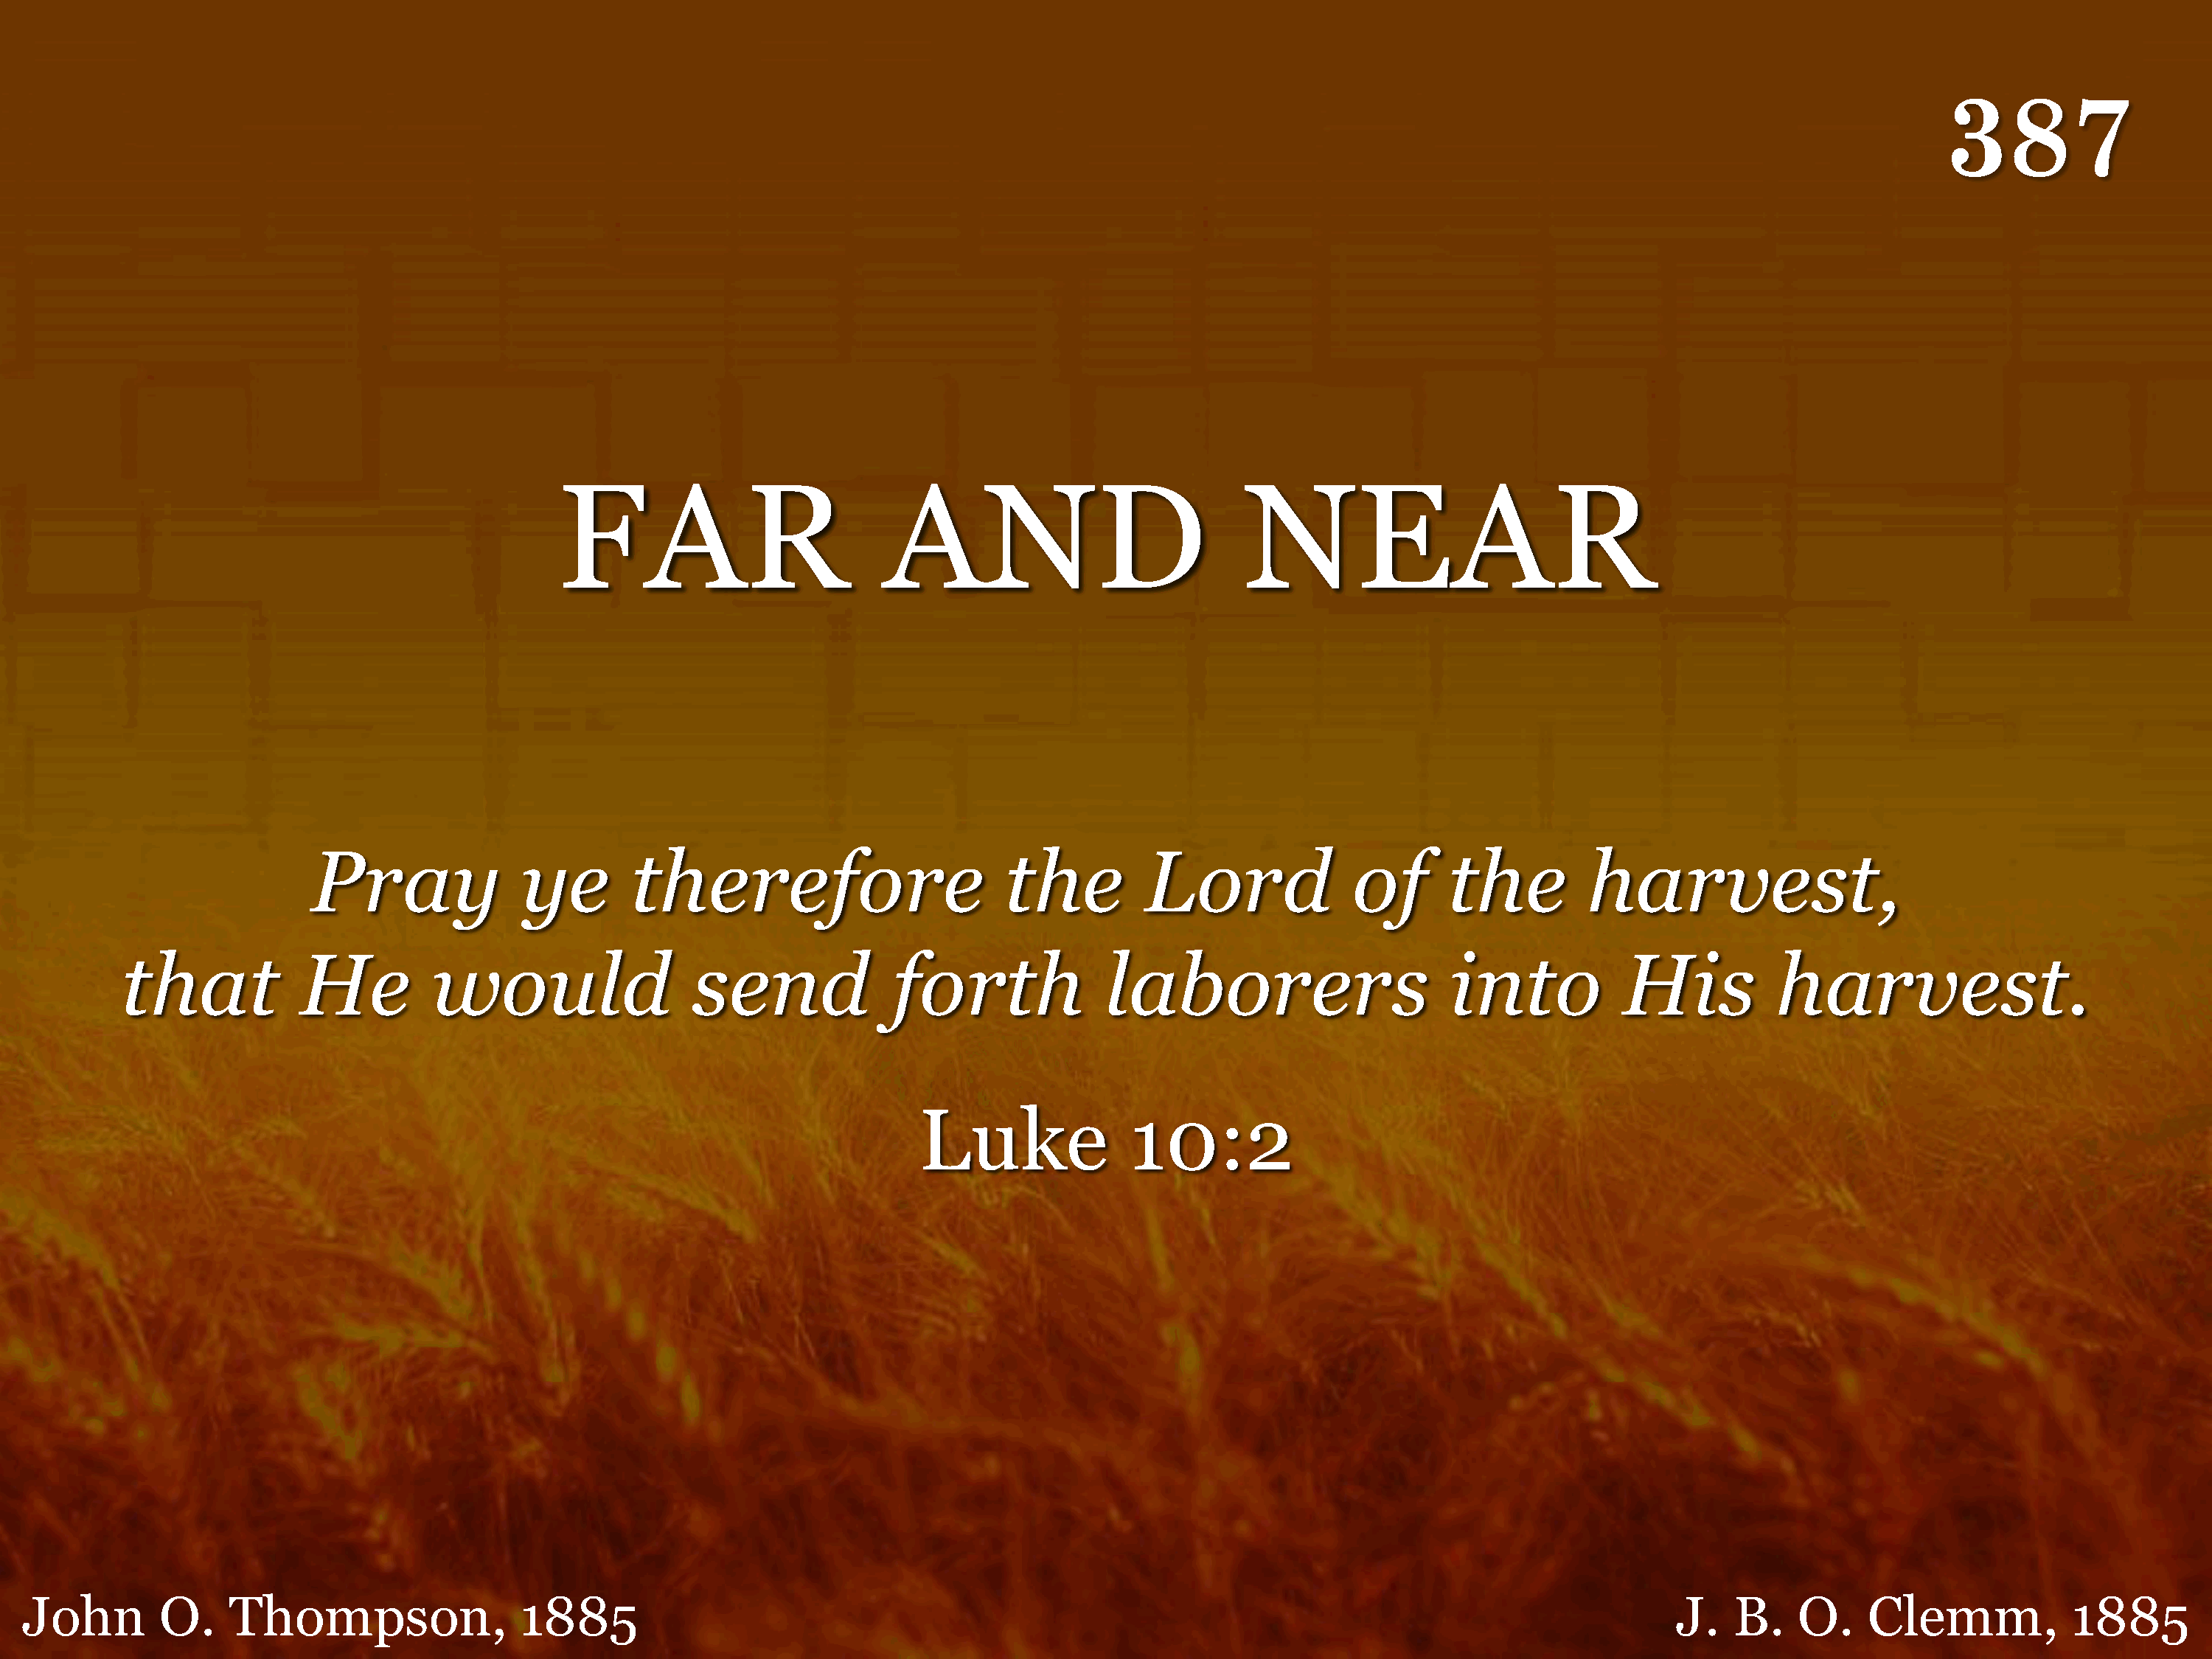 387
FAR AND NEAR
Pray ye therefore the Lord of the harvest,
that He would send forth laborers into His harvest.
Luke 10:2
John O. Thompson, 1885
J. B. O. Clemm, 1885